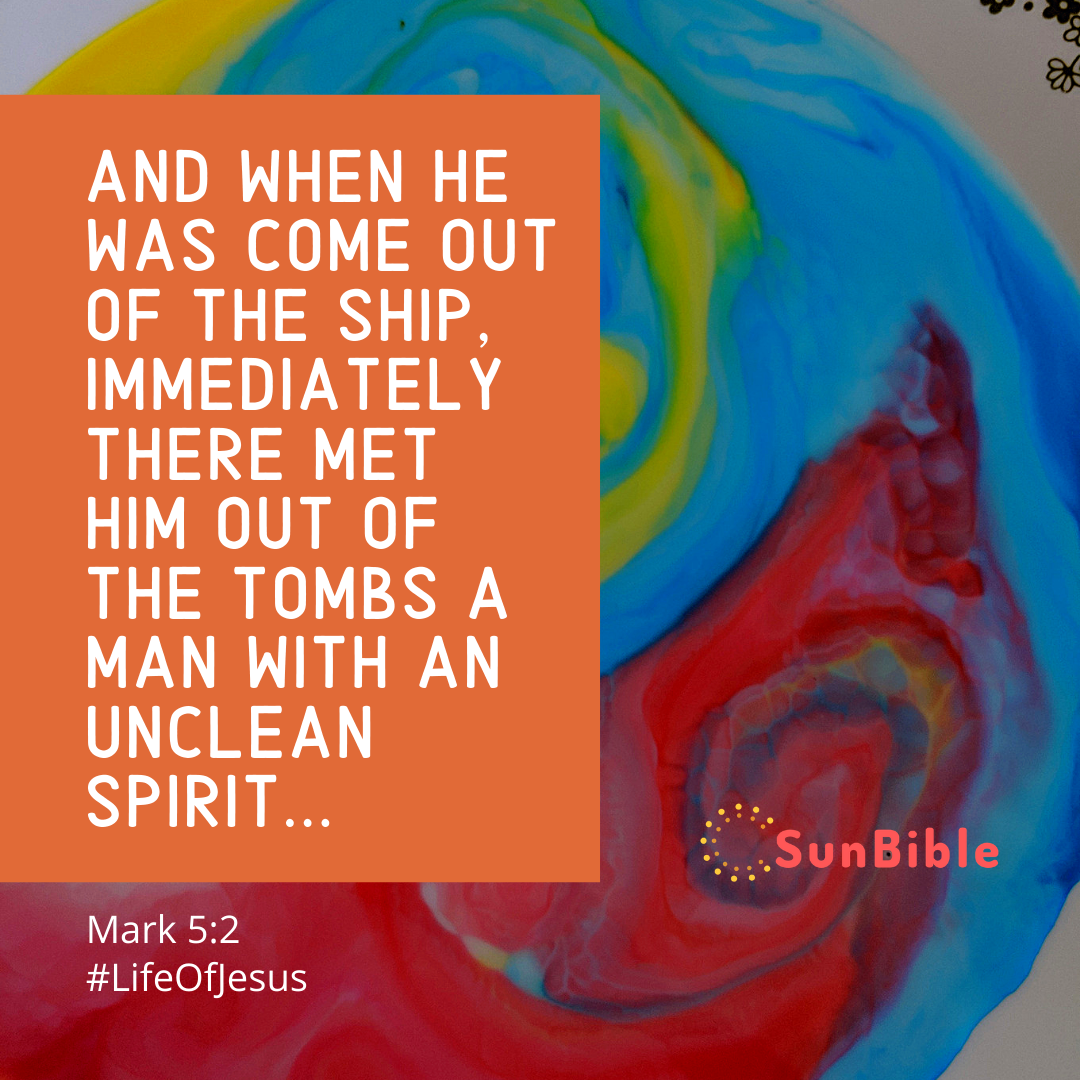 AND WHEN HE
WAS COME OUT
OF THE SHIP,
IMMEDIATELY
THERE MET
HIM OUT OF
THE TOMBS A
MAN WITH AN
UNCLEAN
SPIRIT...
SunBible
Mark 5:2
#LifeOfJesus